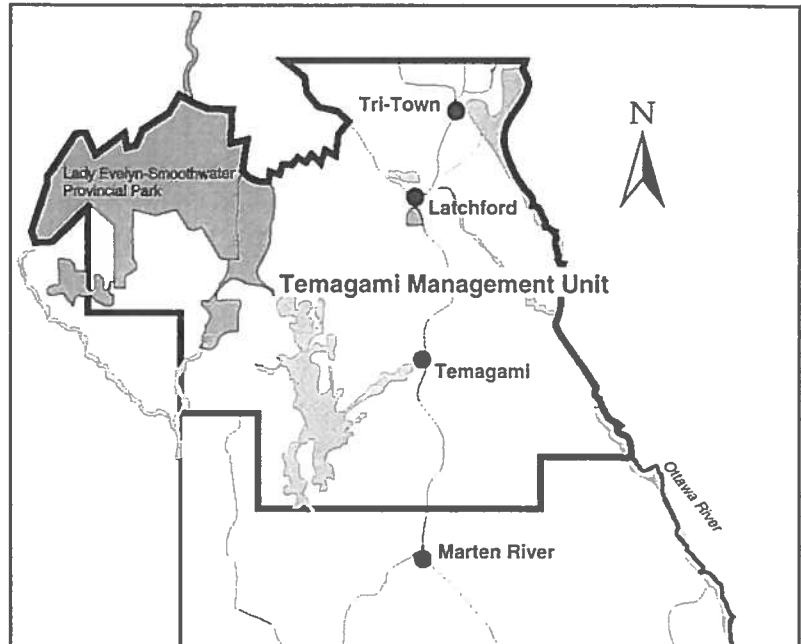 Tri-Town
N
Lady Evelyn-Smoothwater
Provincial Park
Latchford
Temagami Management Unit
Temagami
Ottawa River
Marten River